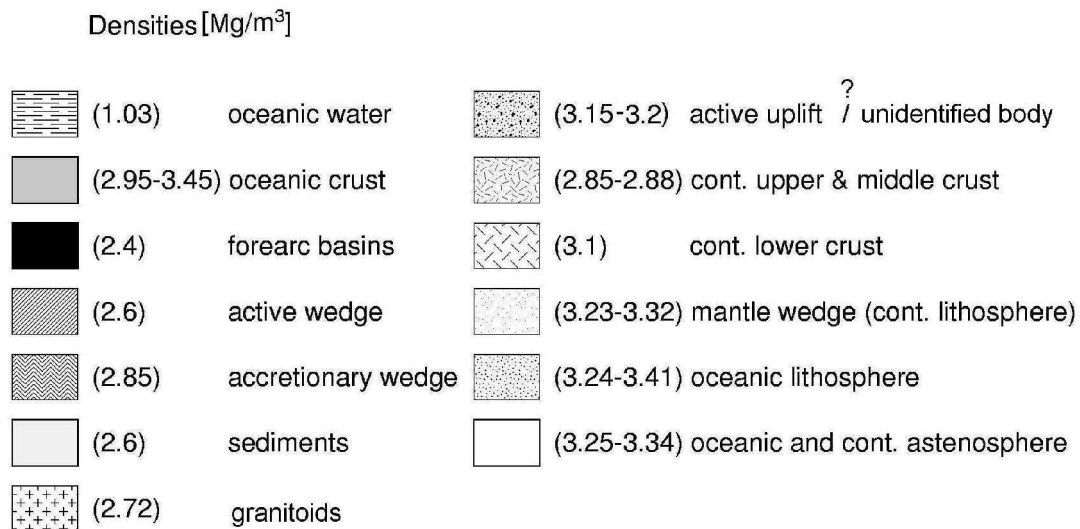 Densities [Mg/m³]
(1.03) oceanic water
(2.95-3.45) oceanic crust
(2.4) forearc basins
(2.6) active wedge
(2.85) accretionary wedge
(2.6) sediments
(2.72) granitoids
(3.15-3.2) active uplift ?/ unidentified body
(2.85-2.88) cont. upper & middle crust
(3.1) cont. lower crust
(3.23-3.32) mantle wedge (cont. lithosphere)
(3.24-3.41) oceanic lithosphere
(3.25-3.34) oceanic and cont. astenosphere